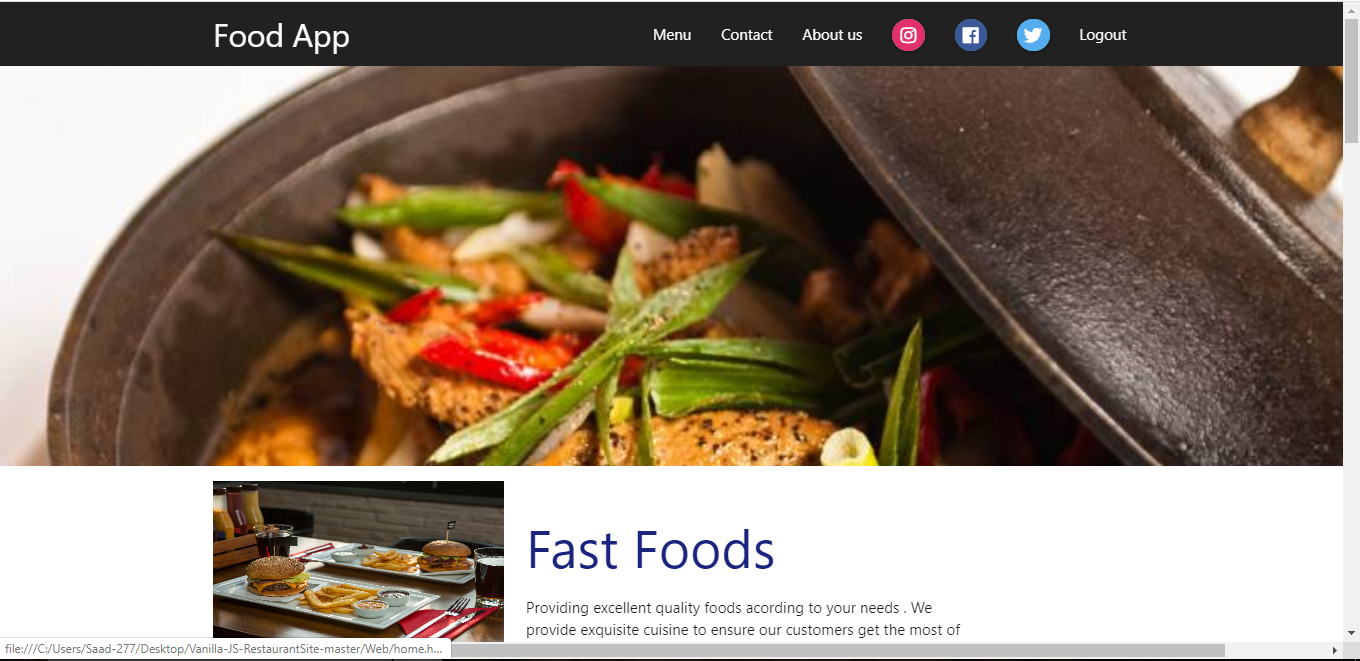 Food App
Menu Contact About us Logout
Fast Foods
Providing excellent quality foods acording to your needs . We
provide exquisite cuisine to ensure our customers get the most of
file:///C:/Users/Saad-277/Desktop/Vanilla-JS-RestaurantSite-master/Web/home.h...